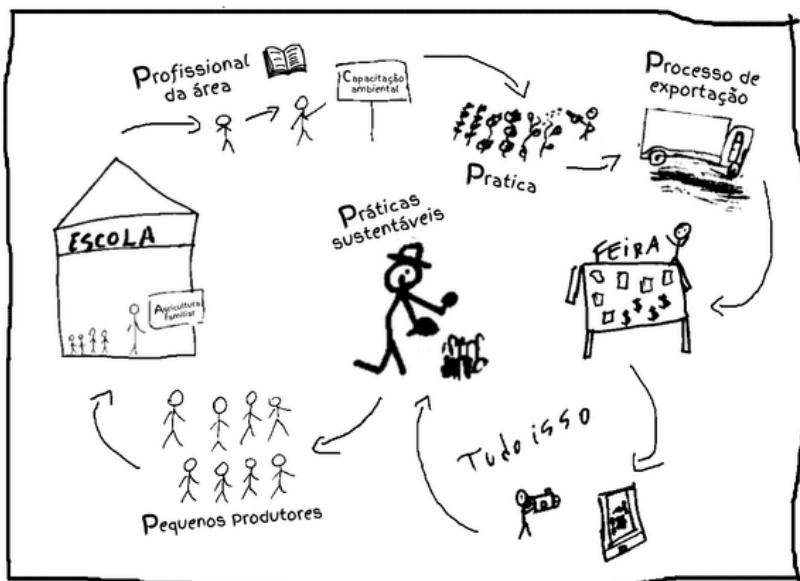 Profissional
da área
Capacitação
ambiental
Pratica
Processo de
exportação
ESCOLA
Agricultura
familiar
Práticas
sustentáveis
FEIRA
$ $ $ $
Tudo isso
Pequenos produtores